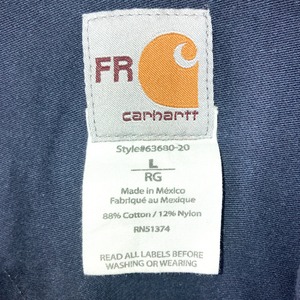 FR
carhartt
Style#63680-20
L
RG
Made in México
Fabriqué au Mexique
88% Cotton / 12% Nylon
RN51374
READ ALL LABELS BEFORE
WASHING OR WEARING